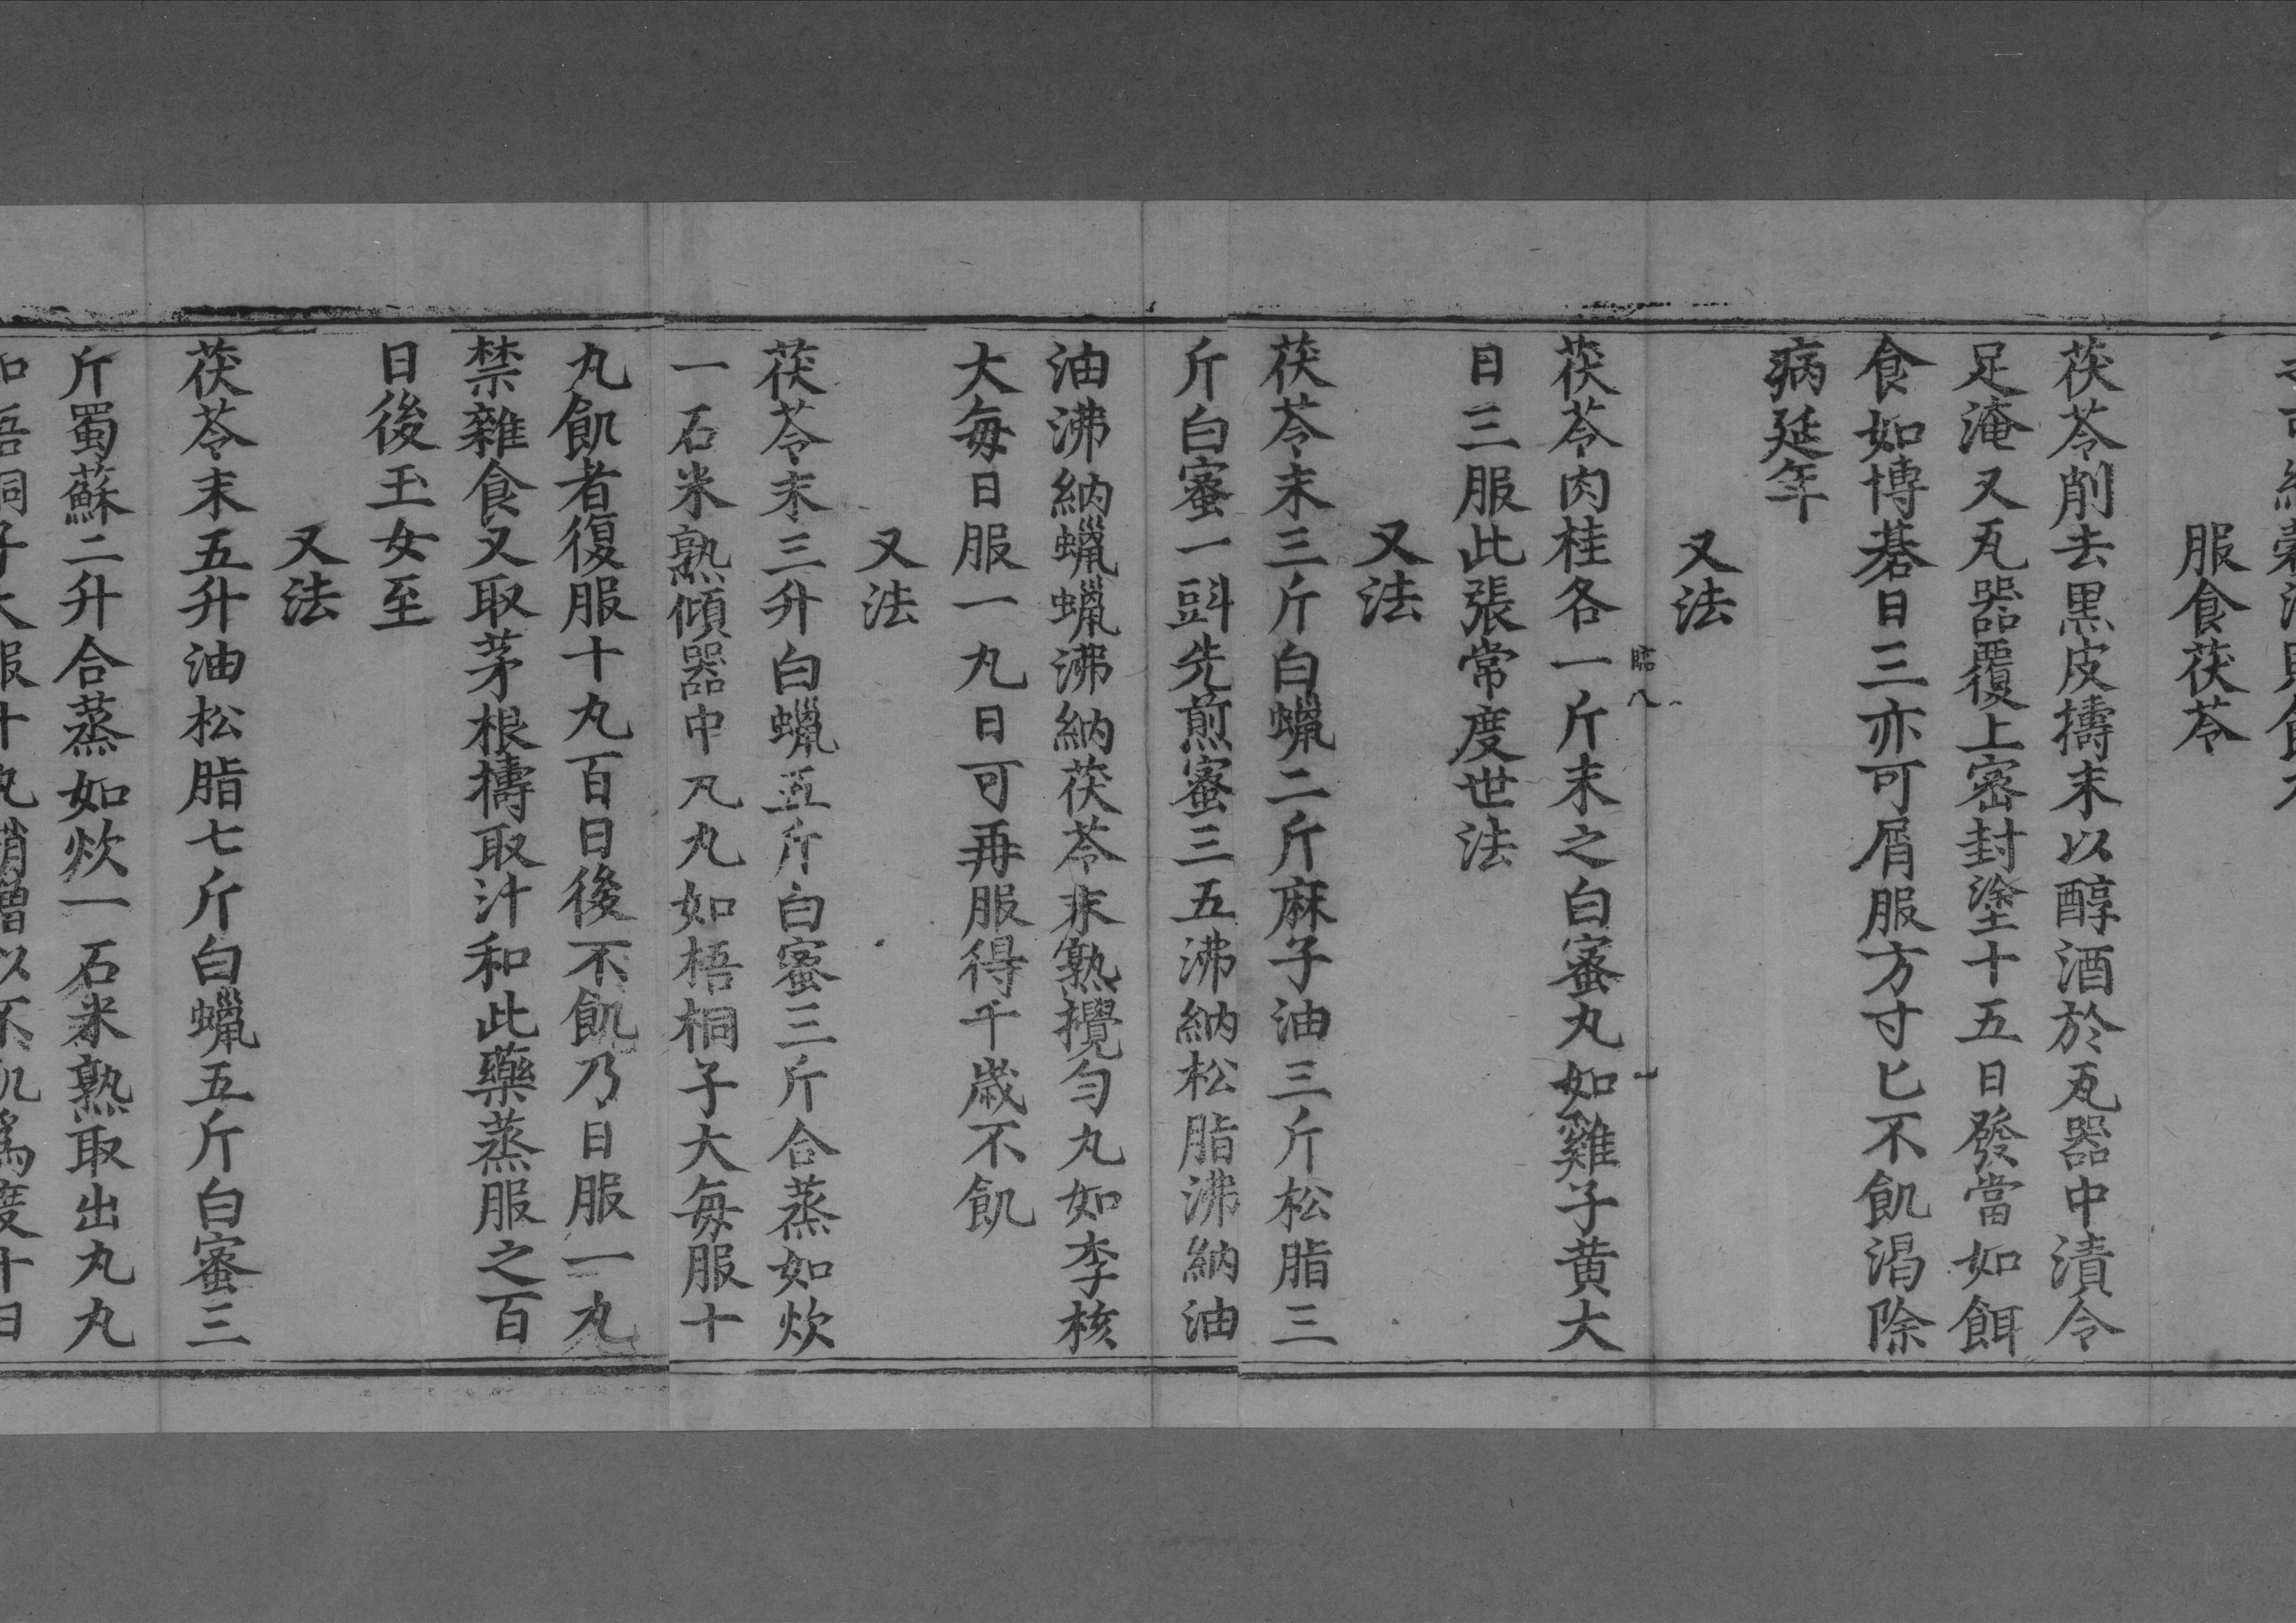 服食茯苓
茯苓削去黑皮擣末以醇酒於瓦器中漬令
足淹又瓦器覆上密封塗十五日發當如餌
食如博碁日三亦可屑服方寸匕不飢渴除
病延年
又法
茯苓肉桂各一斤末之白蜜丸如雞子黄大
日三服此張常度世法
又法
茯苓末三斤白蠟二斤麻子油三斤松脂三
斤白蜜一㪷先煎蜜三五沸納松脂沸納油
油沸納蠟蠟沸納茯苓末熟攪匀丸如李核
大每日服一丸日可再服得千歲不飢
又法
茯苓末三升白蠟五斤白蜜三斤合蒸如炊
一石米熟傾器中凡丸如梧桐子大每服十
丸飢者復服十丸百日後不飢乃日服一丸
禁雜食又取茅根擣取汁和此藥蒸服之百
日後玉女至
又法
茯苓末五升油松脂七斤白蠟五斤白蜜三
斤蜀蘇二升合蒸如炊一石米熟取出丸丸